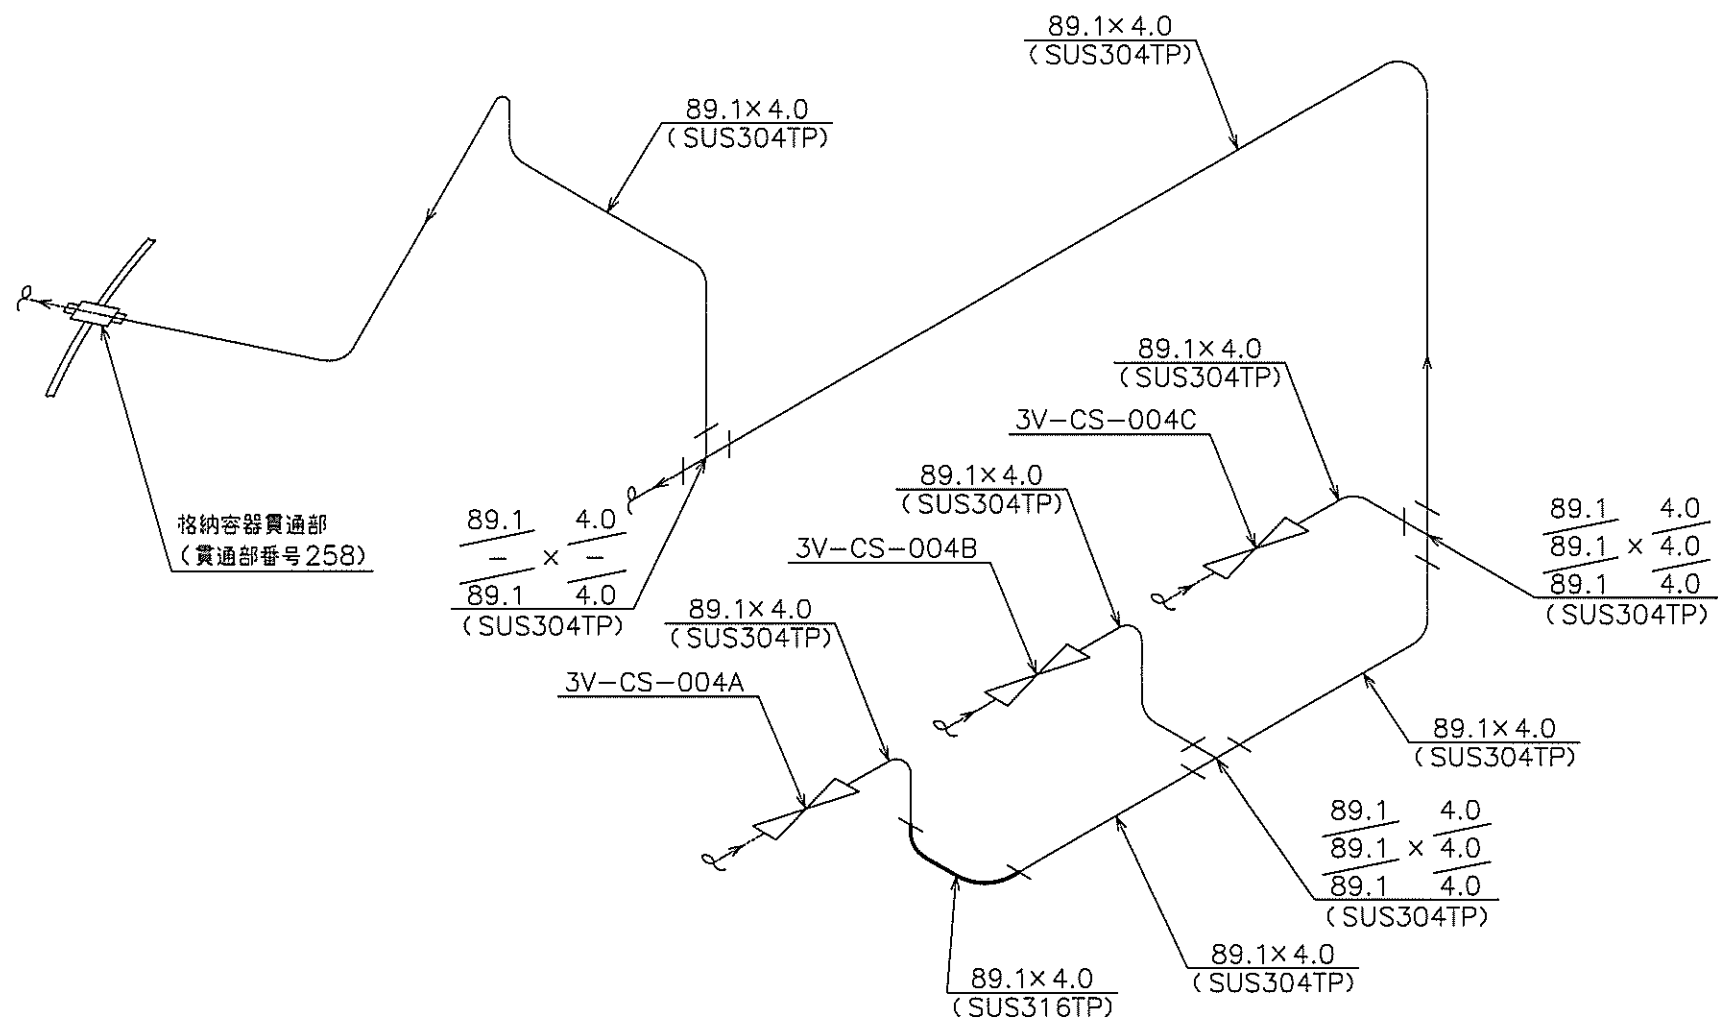 89.1×4.0
(SUS304TP)
89.1×4.0
(SUS304TP)
89.1×4.0
(SUS304TP)
3V-CS-004C
89.1×4.0
(SUS304TP)
3V-CS-004B
格納容器貫通部
(貫通部番号258)
89.1 4.0
- × -
89.1 4.0
(SUS304TP)
89.1 4.0
89.1 × 4.0
89.1 4.0
(SUS304TP)
89.1×4.0
(SUS304TP)
3V-CS-004A
89.1×4.0
(SUS304TP)
89.1 4.0
89.1 × 4.0
89.1 4.0
(SUS304TP)
89.1×4.0
(SUS304TP)
89.1×4.0
(SUS316TP)